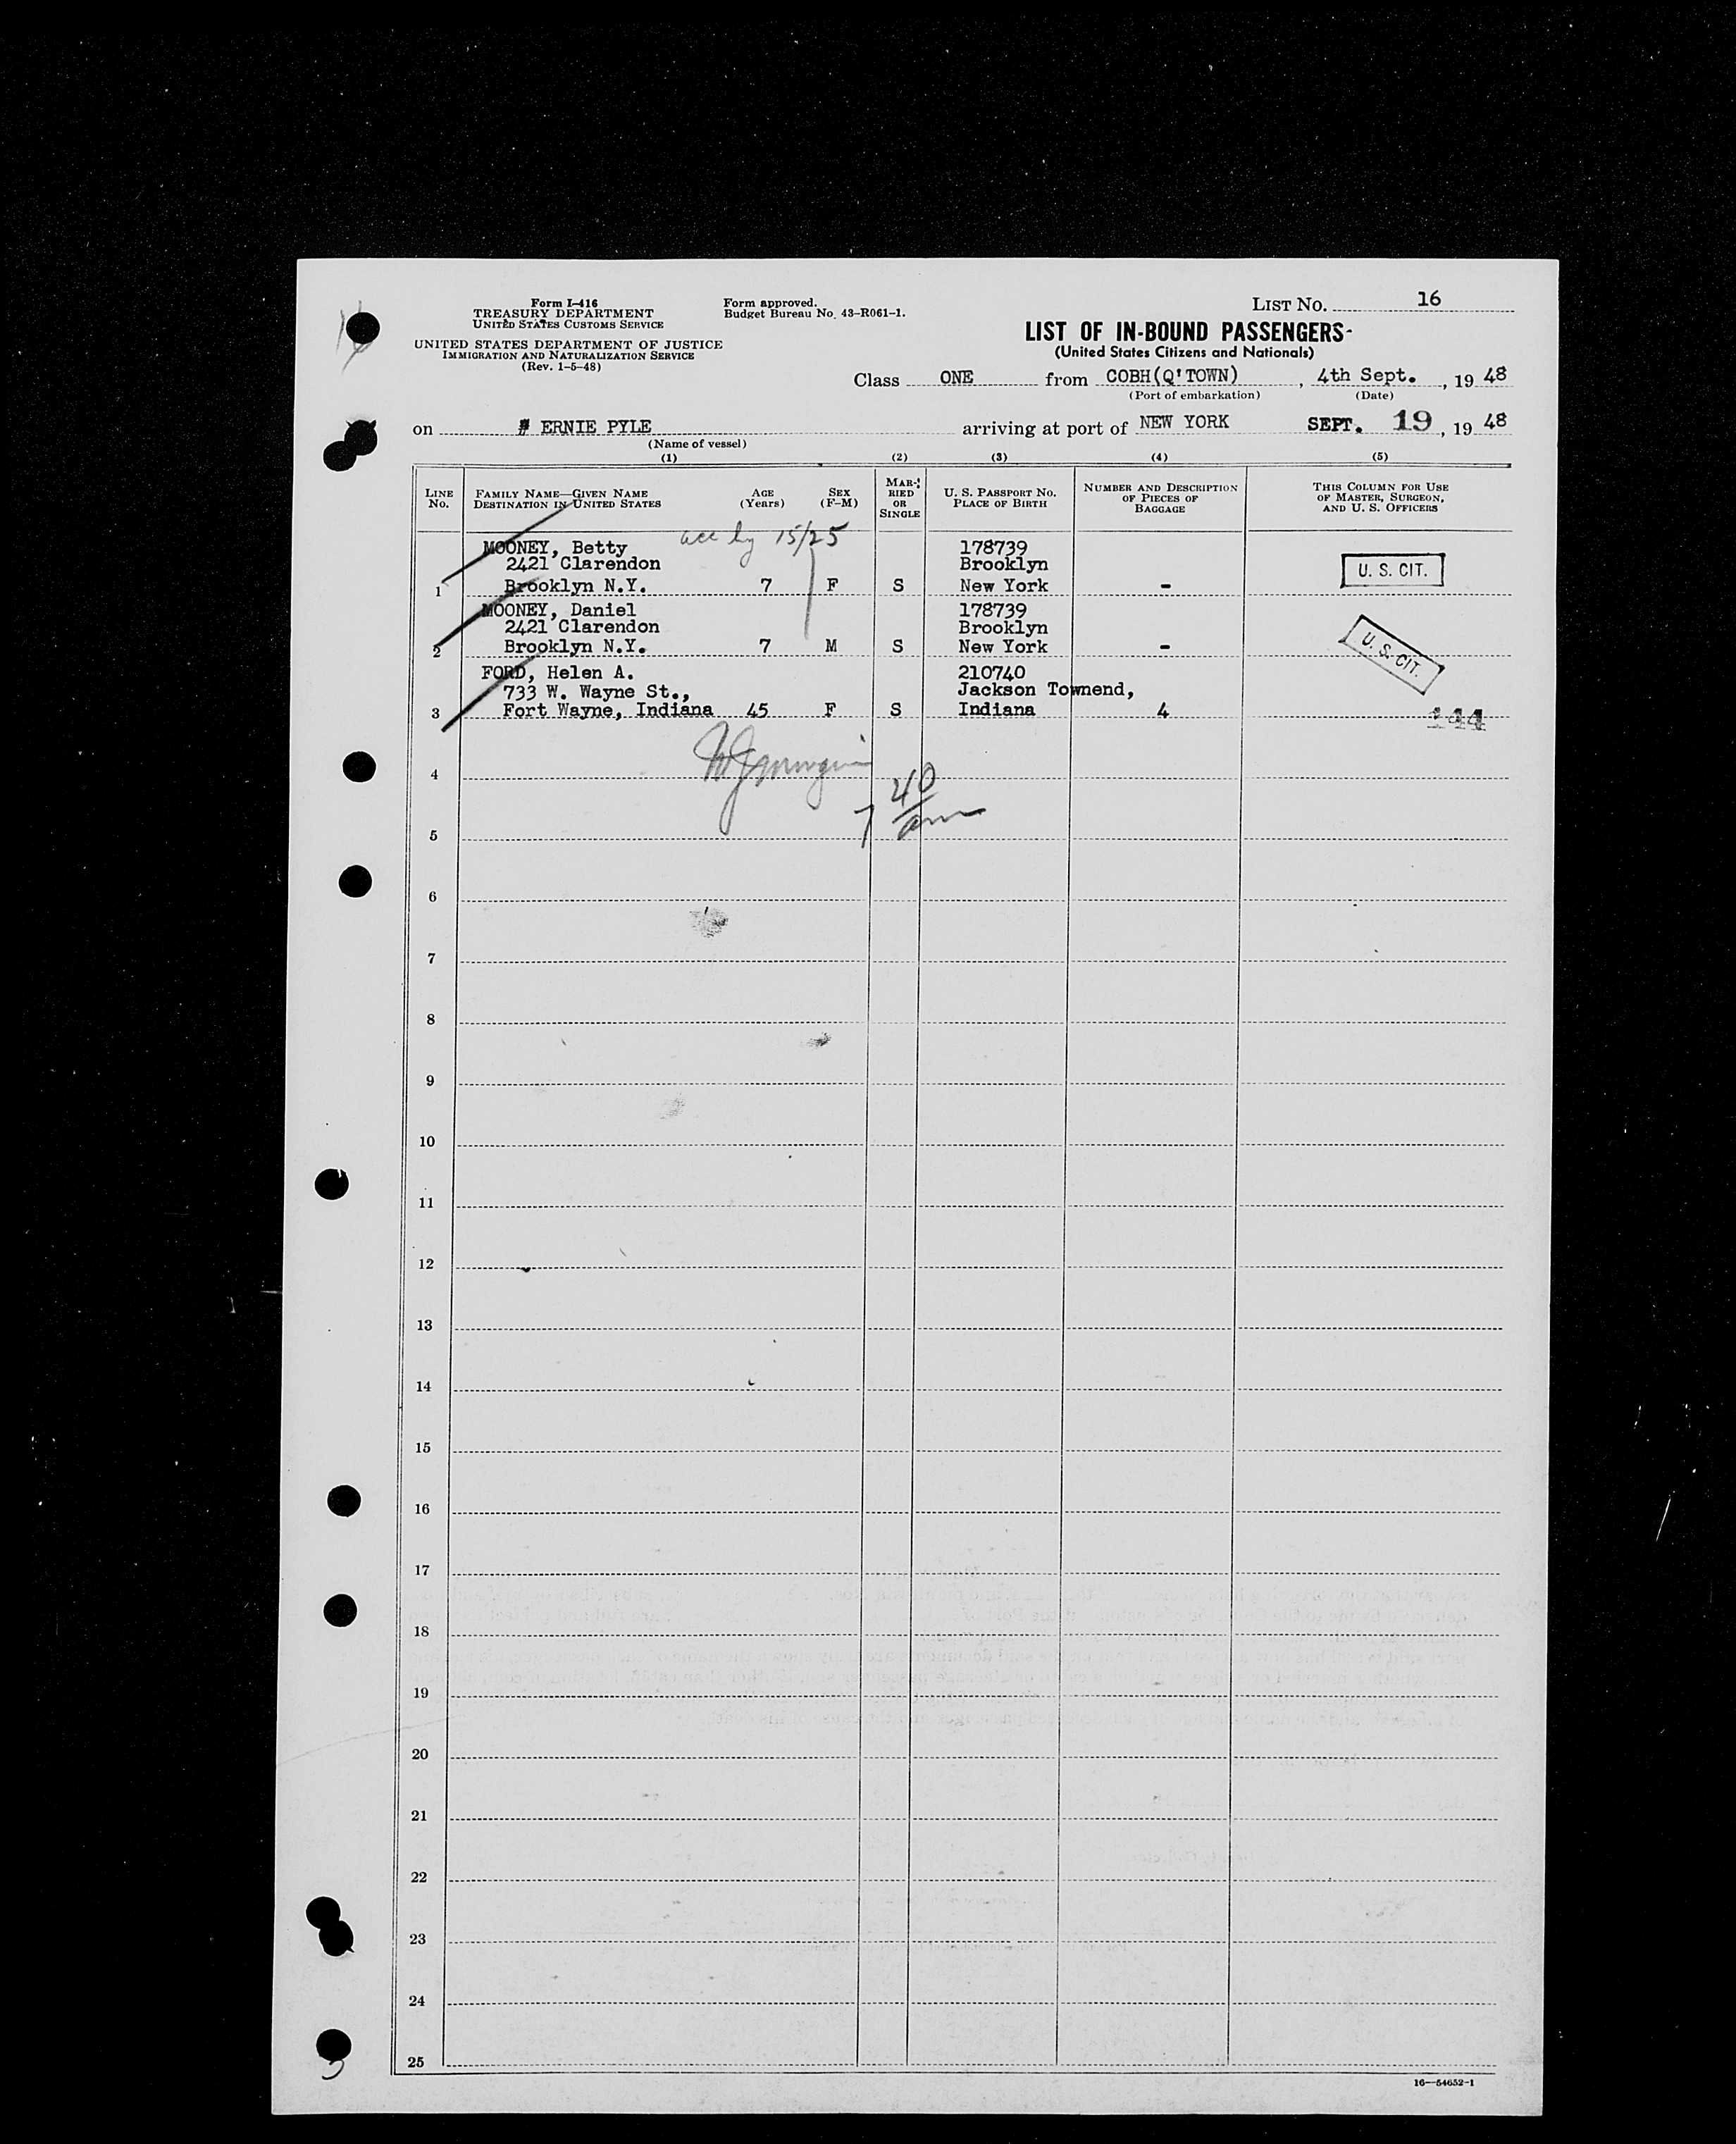 Form I-416
TREASURY DEPARTMENT
UNITED STATES CUSTOMS SERVICE
UNITED STATES DEPARTMENT OF JUSTICE
IMMIGRATION AND NATURALIZATION SERVICE
(Rev. 1-5-48)
Form approved.
Budget Bureau No. 43-R061-1.
LIST NO. 16
LIST OF IN-BOUND PASSENGERS
(United States Citizens and Nationals)
Class ONE from COBH(Q'TOWN), 4th Sept., 19 48
(Port of embarkation) (Date)
on ERNIE PYLE arriving at port of NEW YORK SEPT. 19, 19 48
(Name of vessel)
(1) (2) (3) (4) (5)
LINE No.
FAMILY NAME—GIVEN NAME
DESTINATION IN UNITED STATES
AGE (Years)
SEX (F-M)
MARRIED OR SINGLE
U. S. PASSPORT NO.
PLACE OF BIRTH
NUMBER AND DESCRIPTION OF PIECES OF BAGGAGE
THIS COLUMN FOR USE OF MASTER, SURGEON, AND U. S. OFFICERS
acc by 15/25
MOONEY, Betty 178739
2421 Clarendon Brooklyn U. S. CIT.
1 Brooklyn N.Y. 7 F S New York -
MOONEY, Daniel 178739
2421 Clarendon Brooklyn U. S. CIT.
2 Brooklyn N.Y. 7 M S New York -
FORD, Helen A. 210740
733 W. Wayne St., Jackson Townend,
3 Fort Wayne, Indiana 45 F S Indiana 4 144
4
7 40 am
5
6
7
8
9
10
11
12
13
14
15
16
17
18
19
20
21
22
23
24
25
16—54652-1